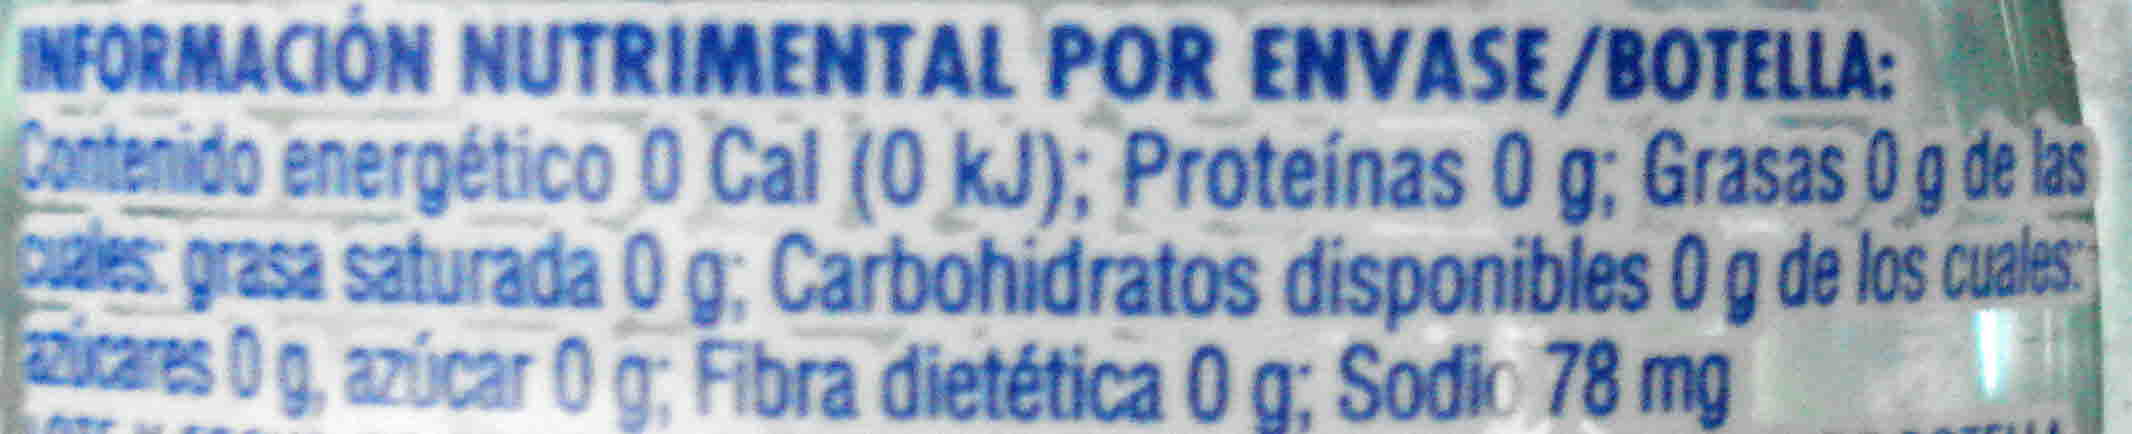 INFORMACIÓN NUTRIMENTAL POR ENVASE/BOTELLA:
Contenido energético 0 Cal (0 kJ); Proteínas 0 g; Grasas 0 g de las
cuales: grasa saturada 0 g; Carbohidratos disponibles 0 g de los cuales:
azúcares 0 g, azúcar 0 g; Fibra dietética 0 g; Sodio 78 mg